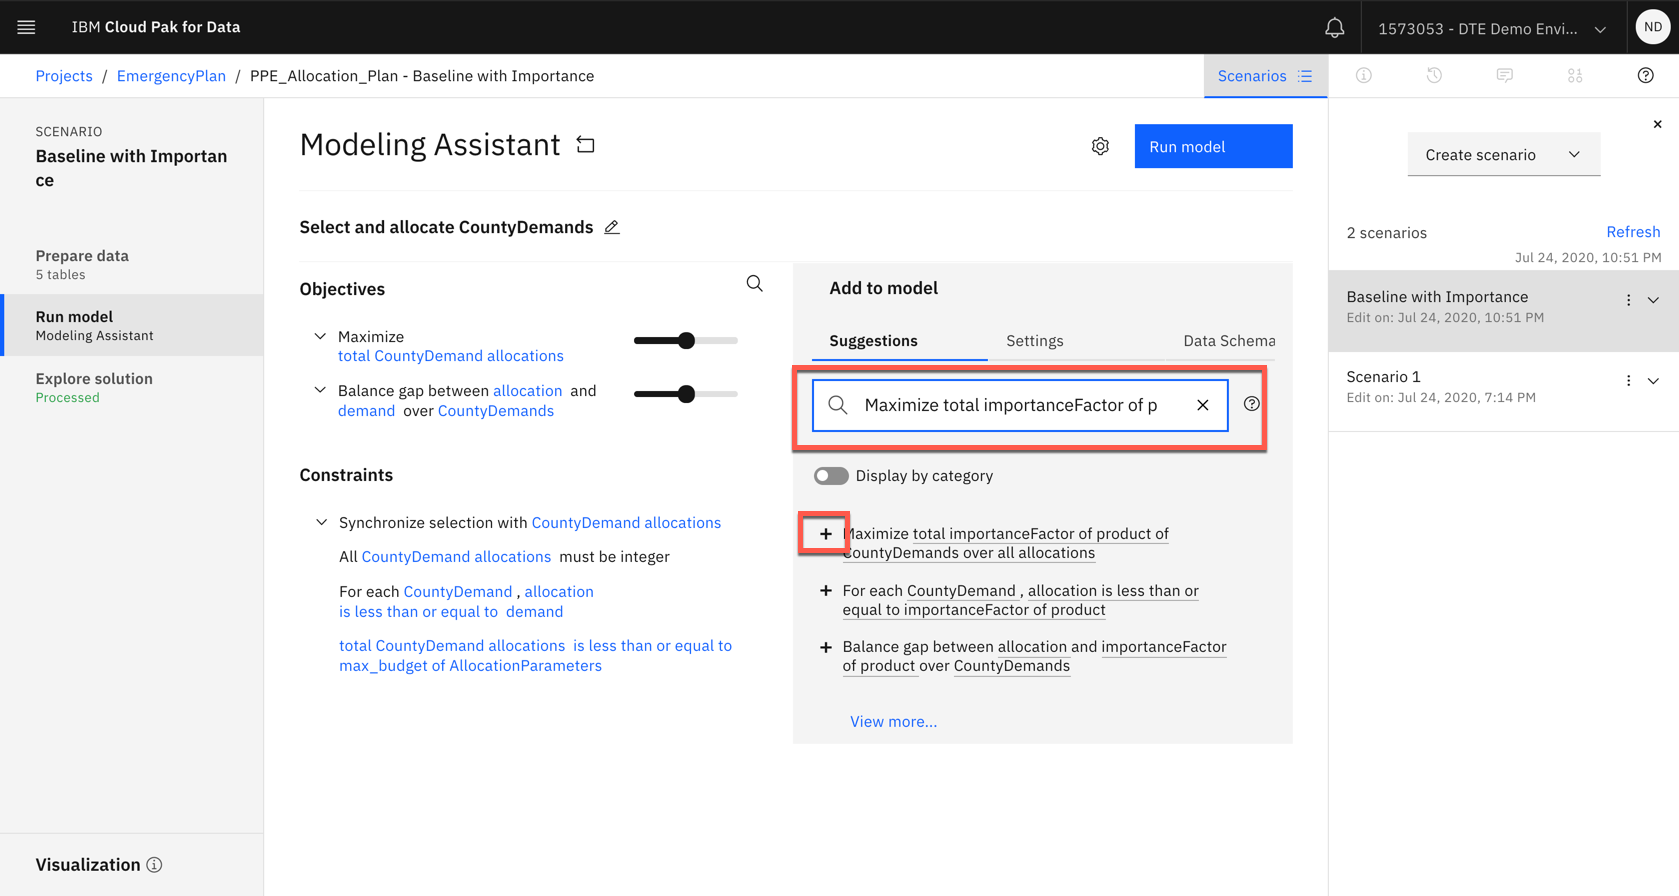 IBM Cloud Pak for Data
1573053 - DTE Demo Envi...
ND
Projects / EmergencyPlan / PPE_Allocation_Plan - Baseline with Importance
Scenarios
SCENARIO
Baseline with Importan
ce
Prepare data
5 tables
Run model
Modeling Assistant
Explore solution
Processed
Visualization
Modeling Assistant
Run model
Select and allocate CountyDemands
Objectives
Maximize
total CountyDemand allocations
Balance gap between allocation and
demand over CountyDemands
Constraints
Synchronize selection with CountyDemand allocations
All CountyDemand allocations must be integer
For each CountyDemand , allocation
is less than or equal to demand
total CountyDemand allocations is less than or equal to
max_budget of AllocationParameters
Add to model
Suggestions
Settings
Data Schema
Maximize total importanceFactor of p
Display by category
Maximize total importanceFactor of product of
CountyDemands over all allocations
For each CountyDemand , allocation is less than or
equal to importanceFactor of product
Balance gap between allocation and importanceFactor
of product over CountyDemands
View more...
Create scenario
2 scenarios
Refresh
Jul 24, 2020, 10:51 PM
Baseline with Importance
Edit on: Jul 24, 2020, 10:51 PM
Scenario 1
Edit on: Jul 24, 2020, 7:14 PM